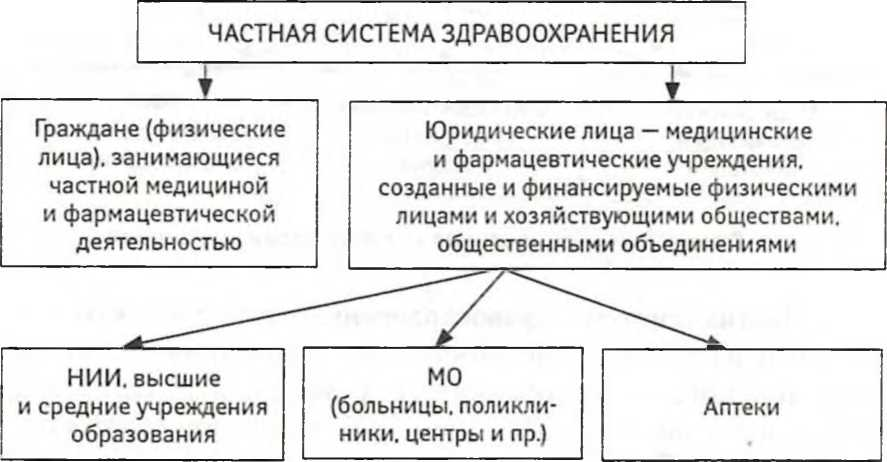 ЧАСТНАЯ СИСТЕМА ЗДРАВООХРАНЕНИЯ
Граждане (физические
лица), занимающиеся
частной медициной
и фармацевтической
деятельностью
Юридические лица — медицинские
и фармацевтические учреждения,
созданные и финансируемые физическими
лицами и хозяйствующими обществами,
общественными объединениями
НИИ, высшие
и средние учреждения
образования
МО
(больницы, поликли-
ники, центры и пр.)
Аптеки